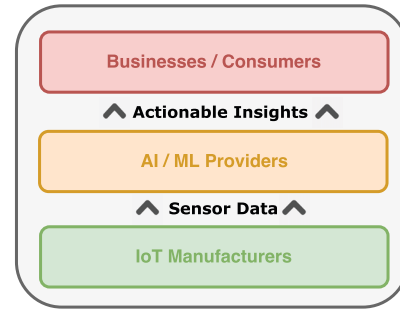 Businesses / Consumers
Actionable Insights
AI / ML Providers
Sensor Data
IoT Manufacturers